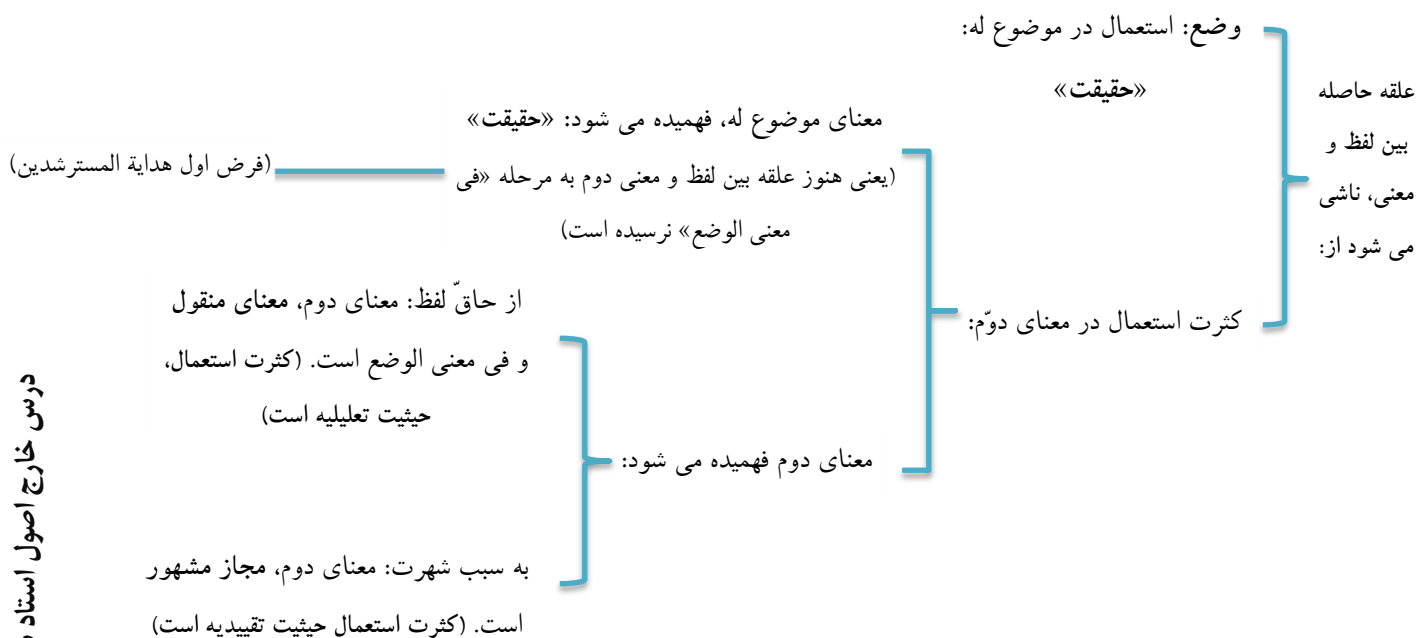 علقه حاصله
بین لفظ و
معنی، ناشی
می شود از:
وضع: استعمال در موضوع له:
«حقیقت»
کثرت استعمال در معنای دوّم:
معنای موضوع له، فهمیده می شود: «حقیقت»
(یعنی هنوز علقه بین لفظ و معنی دوم به مرحله «فی
معنی الوضع» نرسیده است)
(فرض اول هدایة المسترشدین)
معنای دوم فهمیده می شود:
از حاقّ لفظ: معنای دوم، معنای منقول
و فی معنی الوضع است. (کثرت استعمال،
حیثیت تعلیلیه است)
به سبب شهرت: معنای دوم، مجاز مشهور
است. (کثرت استعمال حیثیت تقییدیه است)
درس خارج اصول استاد